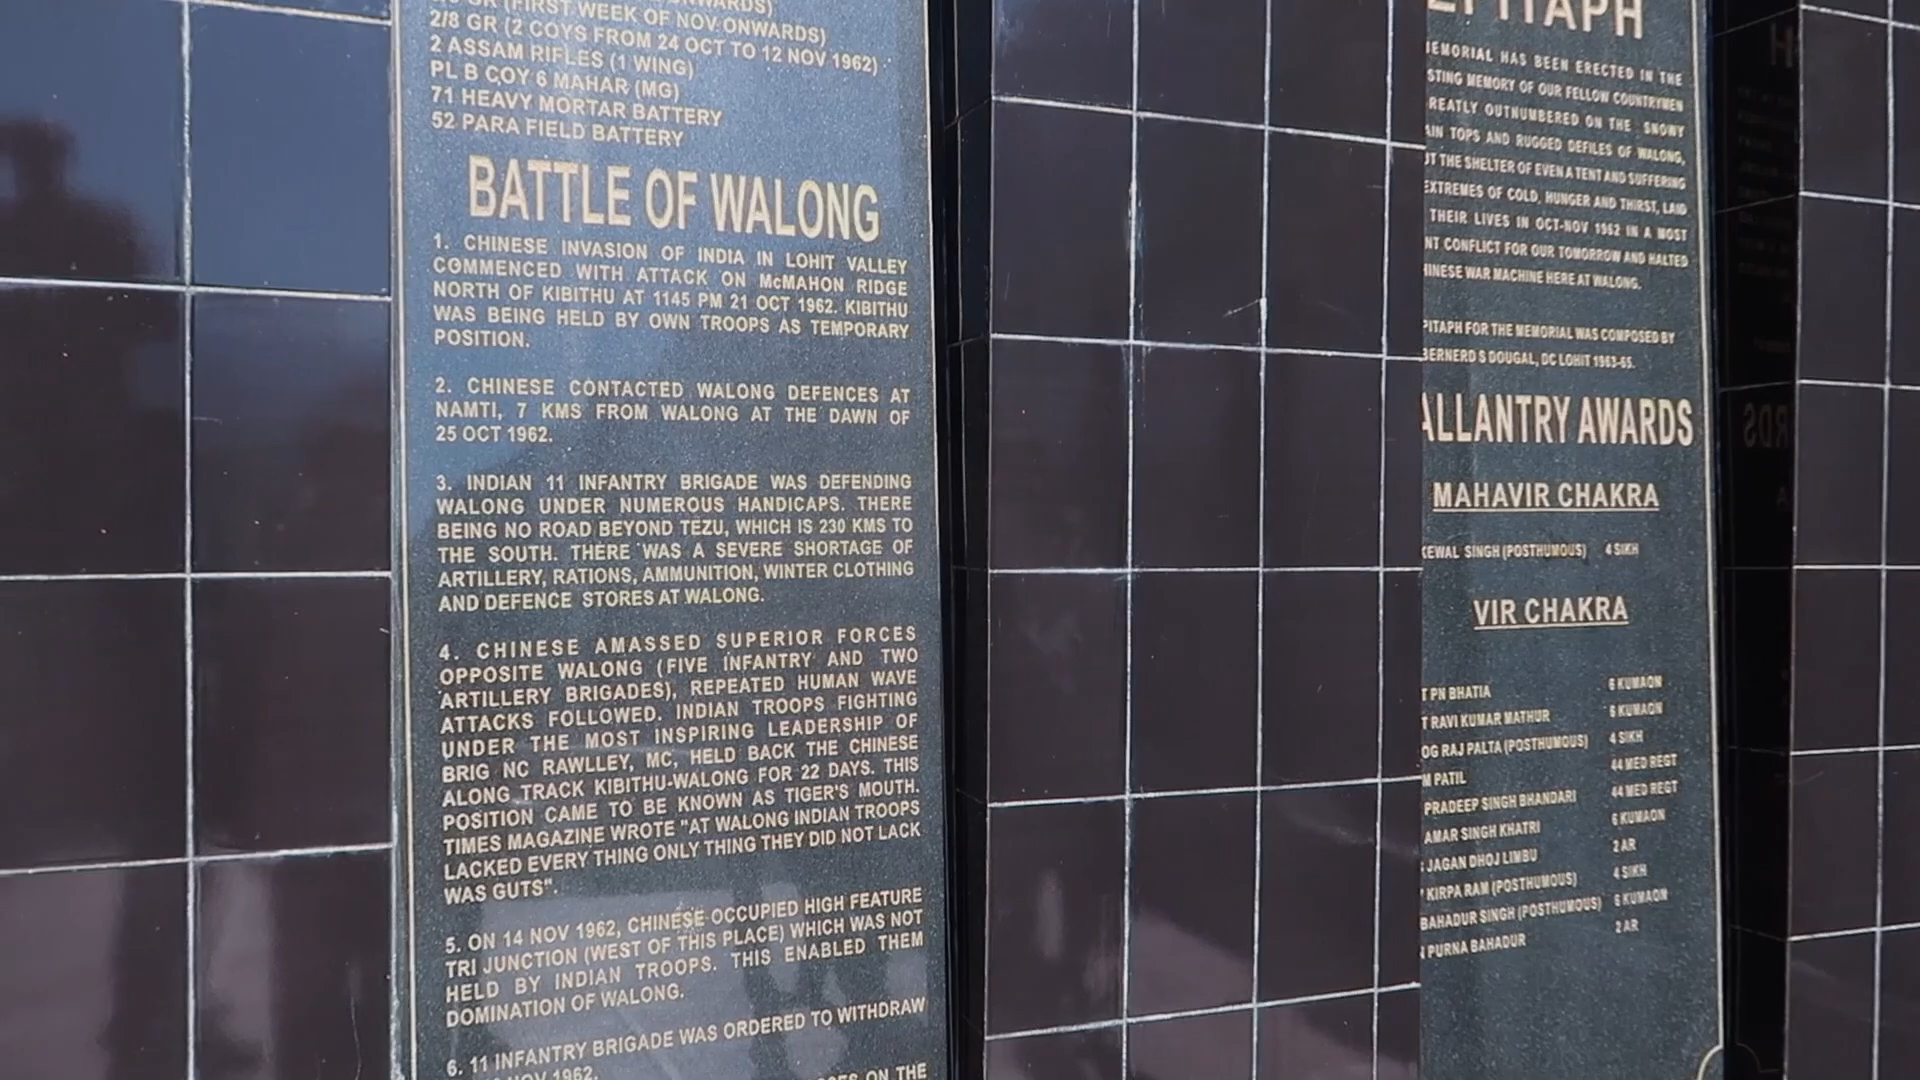 GR (FIRST WEEK OF NOV ONWARDS)
2/8 GR (2 COYS FROM 24 OCT TO 12 NOV 1962)
2 ASSAM RIFLES (1 WING)
PL B COY 6 MAHAR (MG)
71 HEAVY MORTAR BATTERY
52 PARA FIELD BATTERY
BATTLE OF WALONG
1. CHINESE INVASION OF INDIA IN LOHIT VALLEY
COMMENCED WITH ATTACK ON McMAHON RIDGE
NORTH OF KIBITHU AT 1145 PM 21 OCT 1962. KIBITHU
WAS BEING HELD BY OWN TROOPS AS TEMPORARY
POSITION.
2. CHINESE CONTACTED WALONG DEFENCES AT
NAMTI, 7 KMS FROM WALONG AT THE DAWN OF
25 OCT 1962.
3. INDIAN 11 INFANTRY BRIGADE WAS DEFENDING
WALONG UNDER NUMEROUS HANDICAPS. THERE
BEING NO ROAD BEYOND TEZU, WHICH IS 230 KMS TO
THE SOUTH. THERE WAS A SEVERE SHORTAGE OF
ARTILLERY, RATIONS, AMMUNITION, WINTER CLOTHING
AND DEFENCE STORES AT WALONG.
4. CHINESE AMASSED SUPERIOR FORCES
OPPOSITE WALONG (FIVE INFANTRY AND TWO
ARTILLERY BRIGADES), REPEATED HUMAN WAVE
ATTACKS FOLLOWED. INDIAN TROOPS FIGHTING
UNDER THE MOST INSPIRING LEADERSHIP OF
BRIG NC RAWLLEY, MC, HELD BACK THE CHINESE
ALONG TRACK KIBITHU-WALONG FOR 22 DAYS. THIS
POSITION CAME TO BE KNOWN AS TIGER'S MOUTH.
TIMES MAGAZINE WROTE "AT WALONG INDIAN TROOPS
LACKED EVERY THING ONLY THING THEY DID NOT LACK
WAS GUTS".
5. ON 14 NOV 1962, CHINESE OCCUPIED HIGH FEATURE
TRI JUNCTION (WEST OF THIS PLACE) WHICH WAS NOT
HELD BY INDIAN TROOPS. THIS ENABLED THEM
DOMINATION OF WALONG.
6. 11 INFANTRY BRIGADE WAS ORDERED TO WITHDRAW
NOV 1962.
ON THE
EPITAPH
MEMORIAL HAS BEEN ERECTED IN THE
STING MEMORY OF OUR FELLOW COUNTRYMEN
REATLY OUTNUMBERED ON THE SNOWY
AIN TOPS AND RUGGED DEFILES OF WALONG,
UT THE SHELTER OF EVEN A TENT AND SUFFERING
EXTREMES OF COLD, HUNGER AND THIRST, LAID
THEIR LIVES IN OCT-NOV 1962 IN A MOST
NT CONFLICT FOR OUR TOMORROW AND HALTED
HINESE WAR MACHINE HERE AT WALONG.
PITAPH FOR THE MEMORIAL WAS COMPOSED BY
BERNERD S DOUGAL, DC LOHIT 1963-65.
ALLANTRY AWARDS
MAHAVIR CHAKRA
KEWAL SINGH (POSTHUMOUS) 4 SIKH
VIR CHAKRA
T PN BHATIA 6 KUMAON
T RAVI KUMAR MATHUR 6 KUMAON
OG RAJ PALTA (POSTHUMOUS) 4 SIKH
M PATIL 44 MED REGT
PRADEEP SINGH BHANDARI 44 MED REGT
AMAR SINGH KHATRI 6 KUMAON
JAGAN DHOJ LIMBU 2 AR
KIRPA RAM (POSTHUMOUS) 4 SIKH
BAHADUR SINGH (POSTHUMOUS) 6 KUMAON
PURNA BAHADUR 2 AR